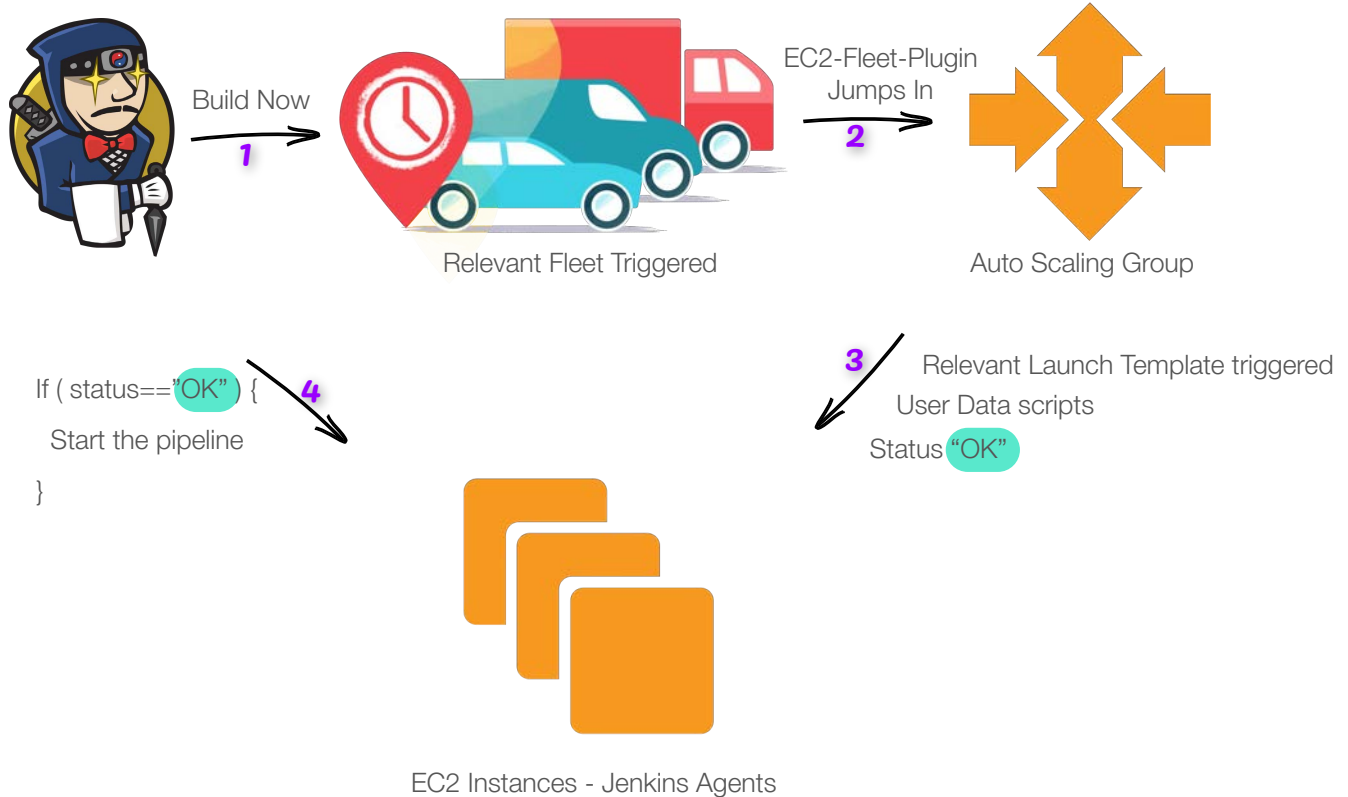 Build Now
1
Relevant Fleet Triggered
EC2-Fleet-Plugin
Jumps In
2
Auto Scaling Group
3
Relevant Launch Template triggered
User Data scripts
Status “OK”
If ( status==”OK” ) {
4
Start the pipeline
}
EC2 Instances - Jenkins Agents